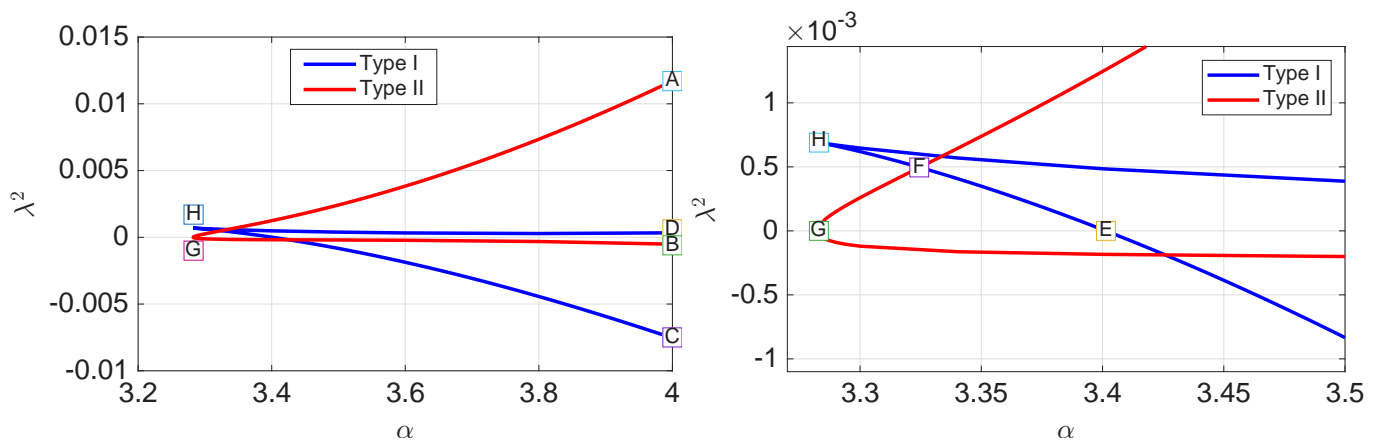 0.015
0.01
0.005
0
-0.005
-0.01
λ²
3.2
3.4
3.6
3.8
4
α
Type I
Type II
A
H
G
D
B
C
×10⁻³
1
0.5
0
-0.5
-1
λ²
3.3
3.35
3.4
3.45
3.5
α
Type I
Type II
H
F
G
E